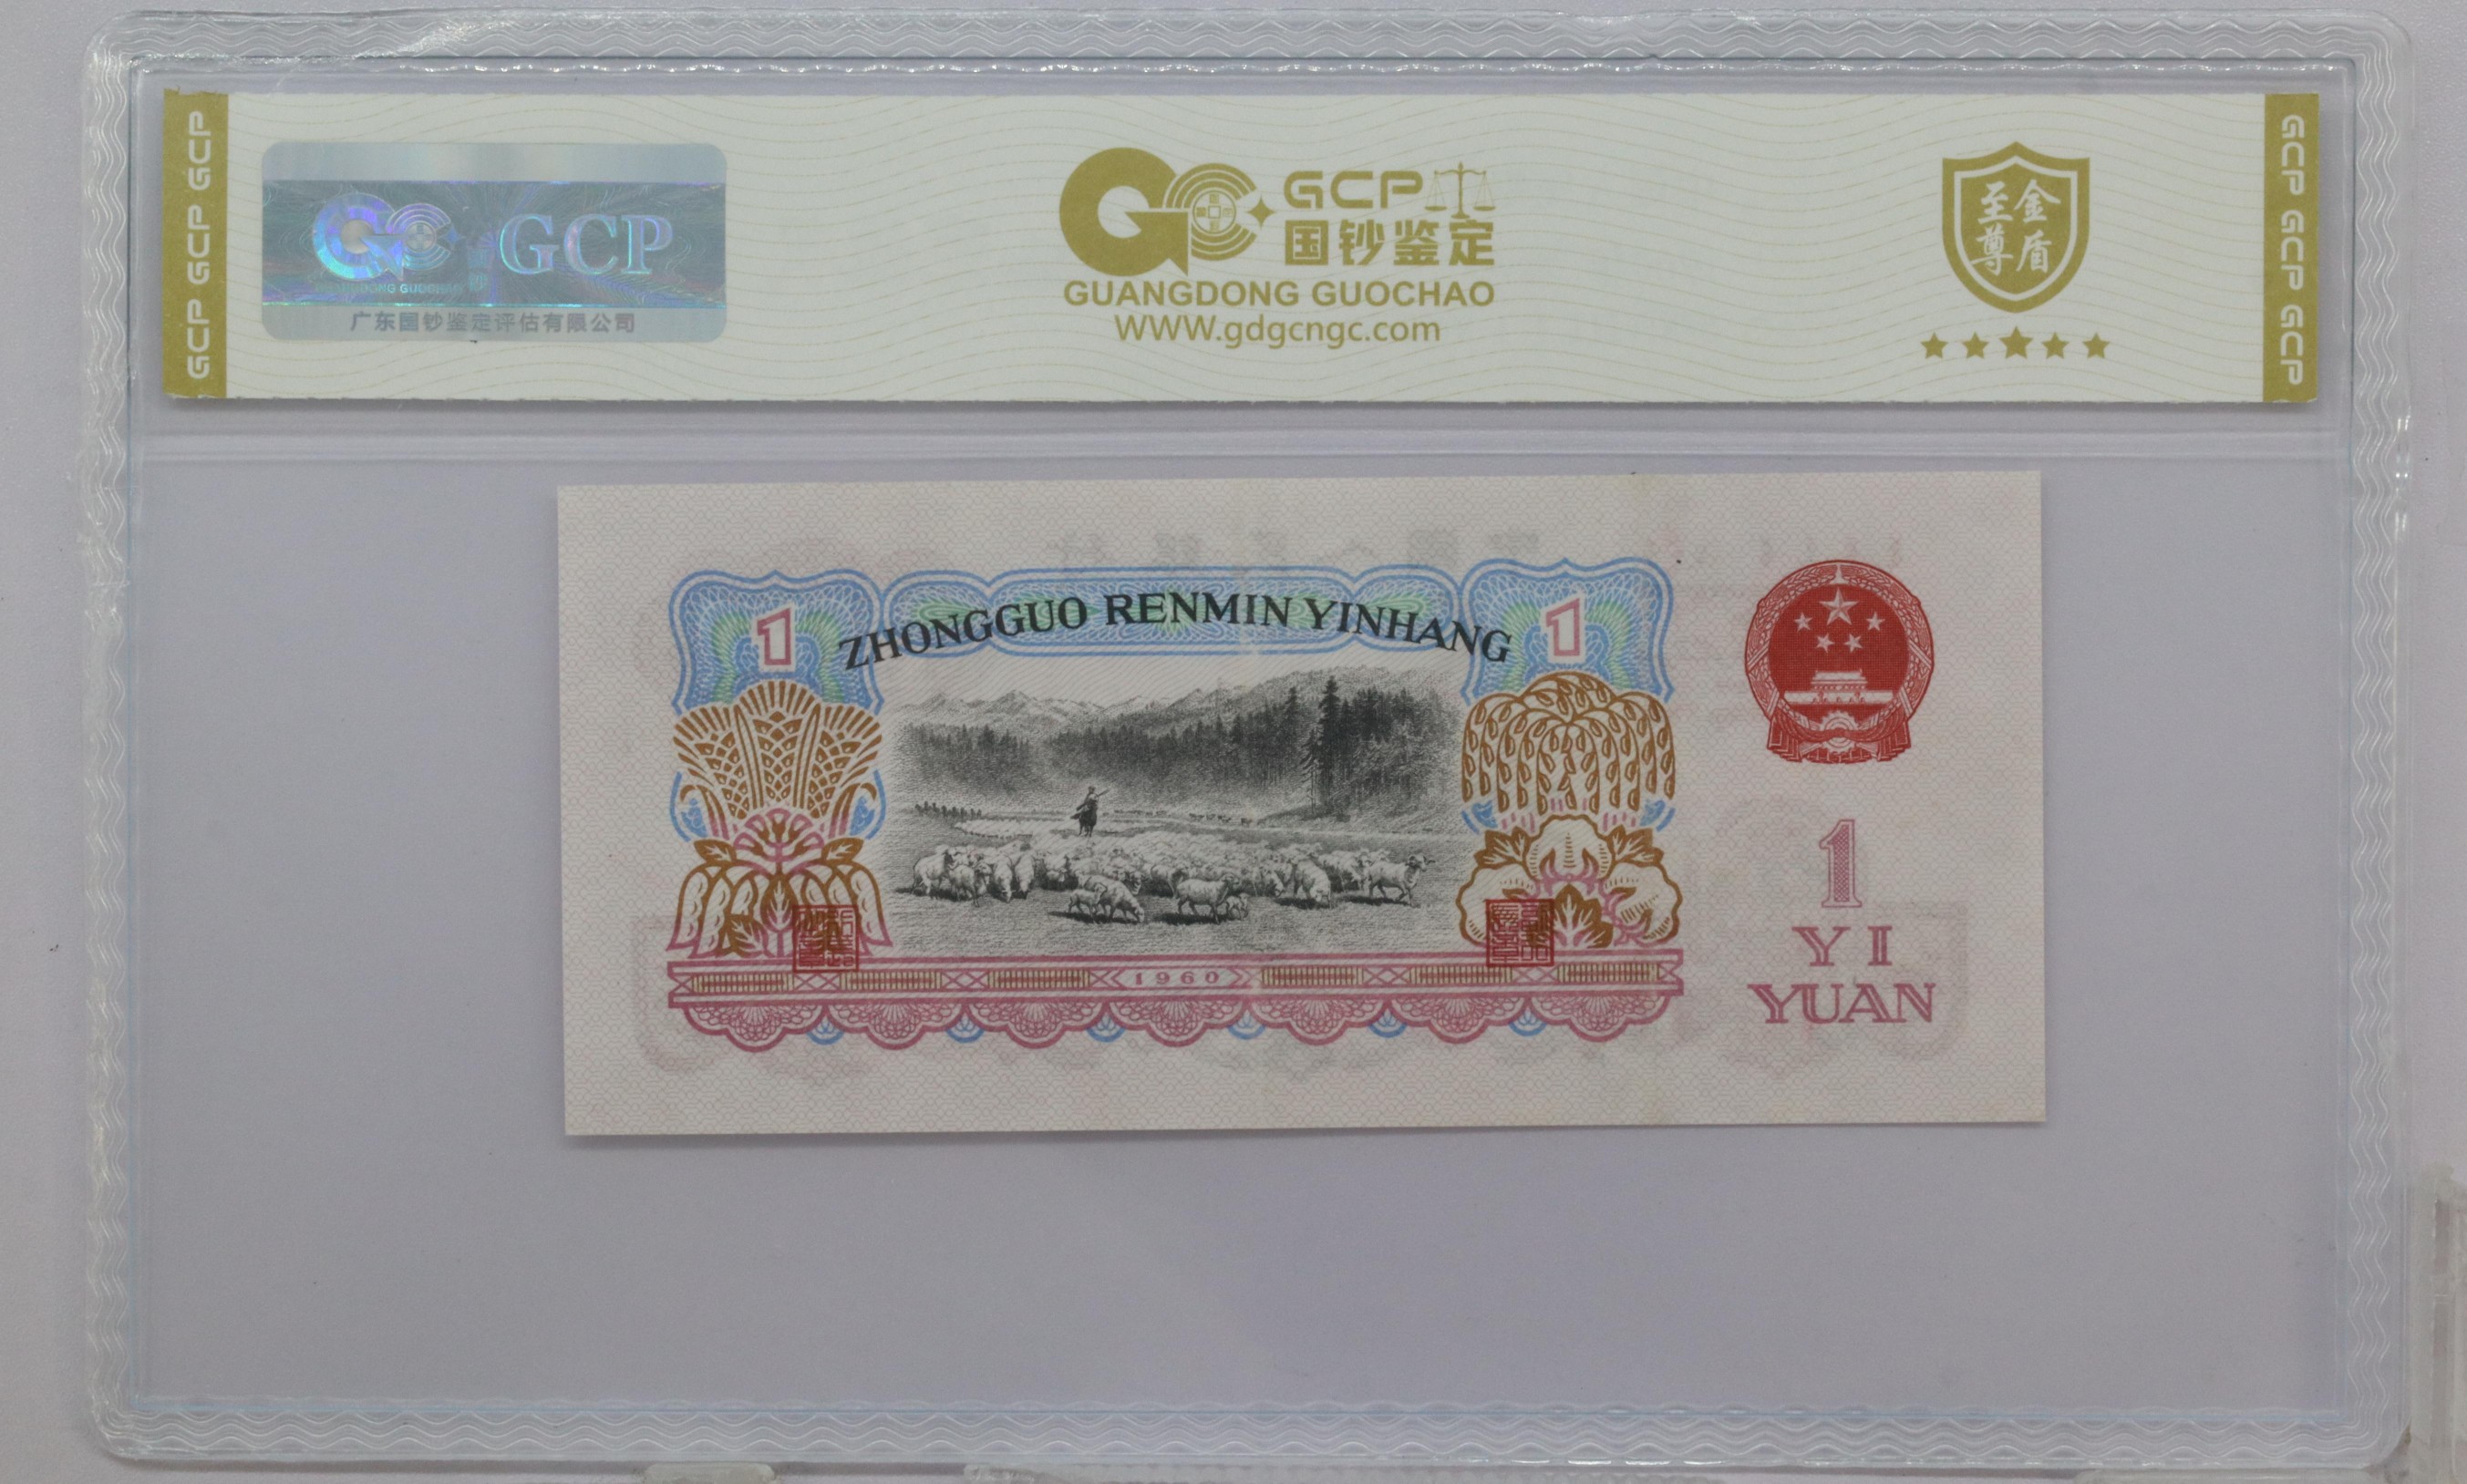 GCP GCP GCP
GCP
GUANGDONG GUOCHAO
广东国钞鉴定评估有限公司
GCP
国钞鉴定
GUANGDONG GUOCHAO
WWW.gdgcngc.com
金盾
至尊
GCP GCP GCP
ZHONGGUO RENMIN YINHANG
1
1
1960
1
YI
YUAN